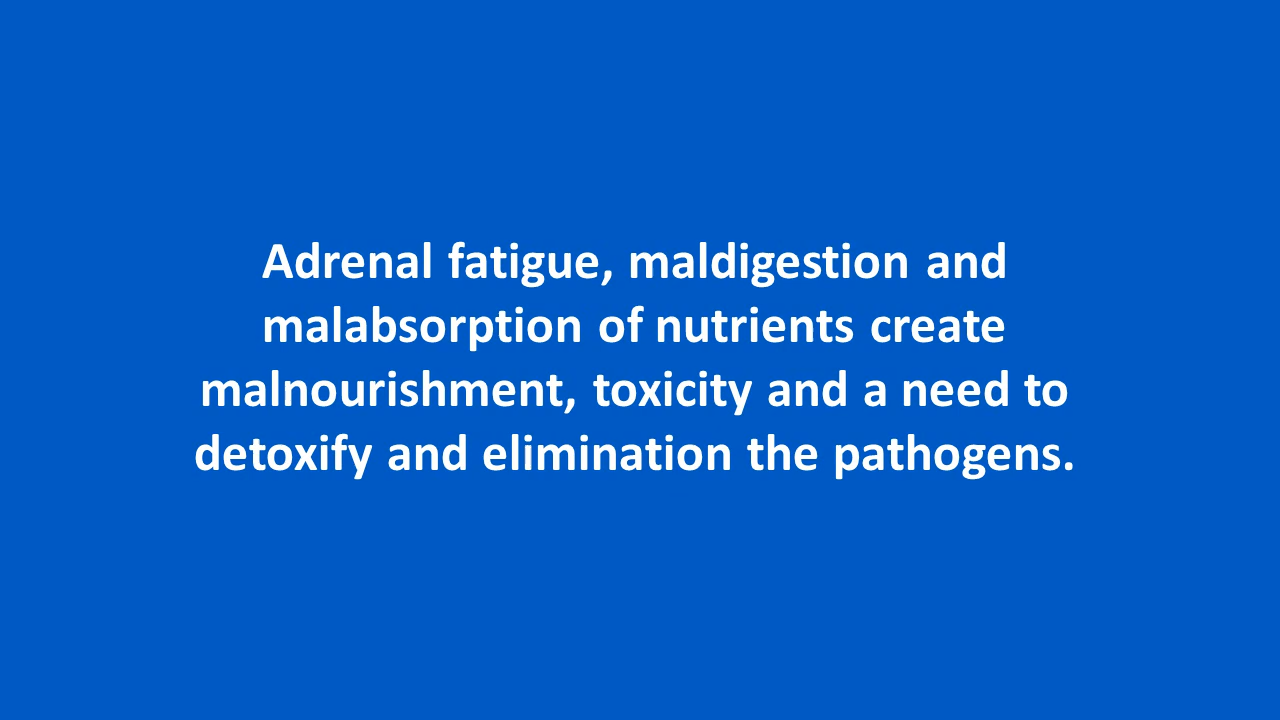 Adrenal fatigue, maldigestion and
malabsorption of nutrients create
malnourishment, toxicity and a need to
detoxify and elimination the pathogens.